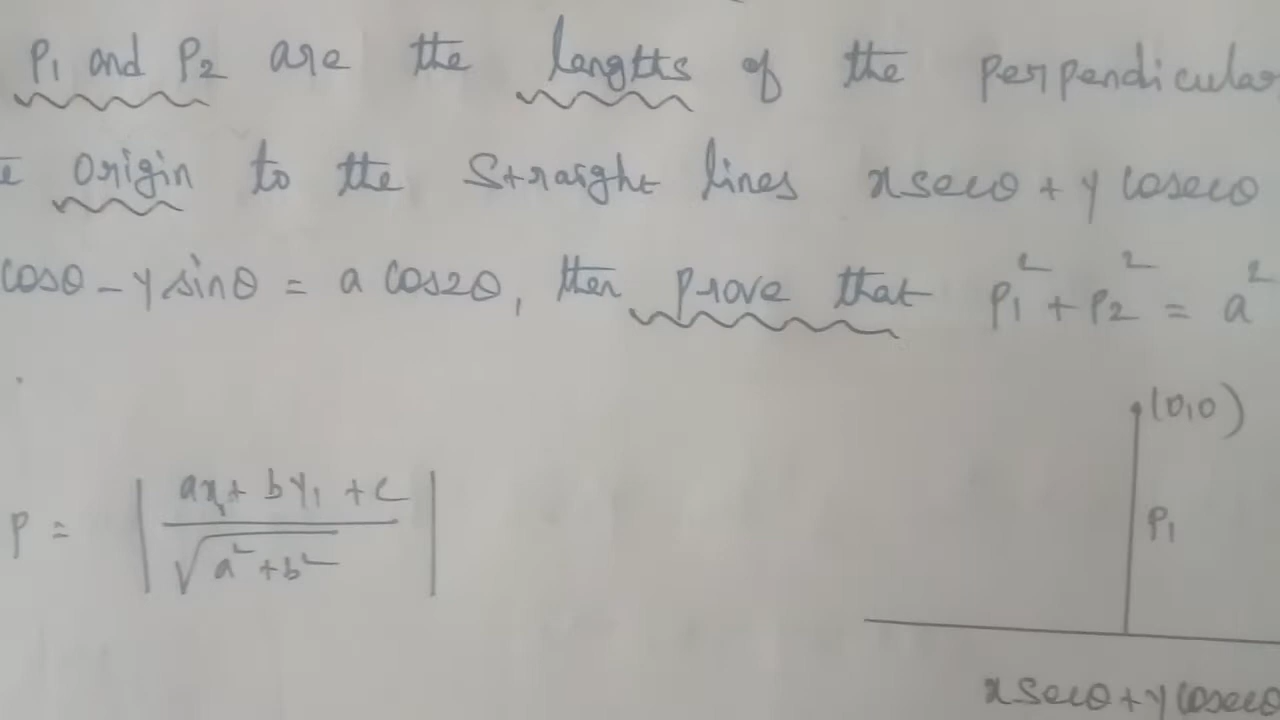 P₁ and P₂ are the lengths of the perpendicular
origin to the straight lines x secθ + y cosecθ
cosθ - y sinθ = a cos2θ, then prove that P₁² + P₂² = a²
(0,0)
P = | ax₁ + by₁ + c / √a² + b² |
P₁
x secθ + y cosecθ